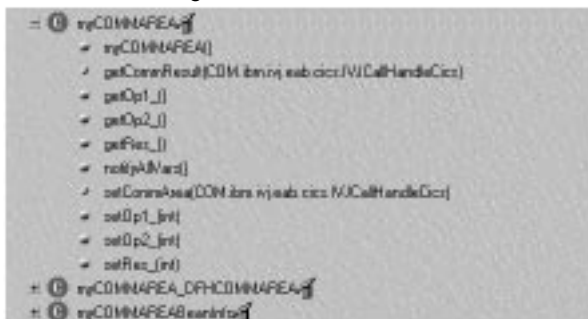 myCOMMAREA
myCOMMAREA()
getCommResult(COM.ibm.ivj.eab.cics.IVJCallHandleCics)
getOp1_()
getOp2_()
getRes_()
notifyAllVars()
setCommArea(COM.ibm.ivj.eab.cics.IVJCallHandleCics)
setOp1_(int)
setOp2_(int)
setRes_(int)
myCOMMAREA_DFHCOMMAREA
myCOMMAREABeanInfo